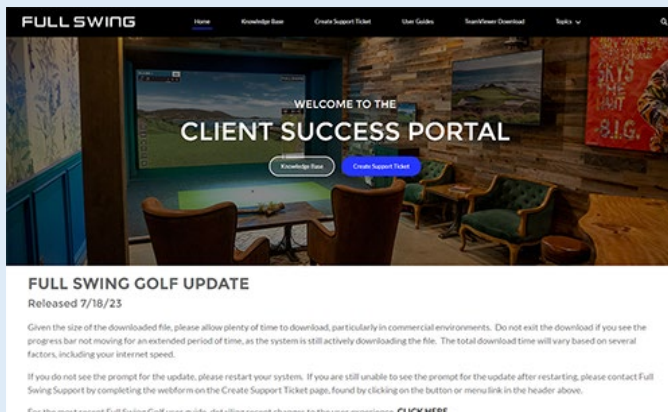 FULL SWING
Home Knowledge Base Create Support Ticket User Guides TeamViewer Download Topics
WELCOME TO THE
CLIENT SUCCESS PORTAL
Knowledge Base Create Support Ticket
SKYS
THE
LIMIT
B.I.G.
FULL SWING GOLF UPDATE
Released 7/18/23
Given the size of the downloaded file, please allow plenty of time to download, particularly in commercial environments. Do not exit the download if you see the
progress bar not moving for an extended period of time, as the system is still actively downloading the file. The total download time will vary based on several
factors, including your internet speed.
If you do not see the prompt for the update, please restart your system. If you are still unable to see the prompt for the update after restarting, please contact Full
Swing Support by completing the webform on the Create Support Ticket page, found by clicking on the button or menu link in the header above.
For the most recent Full Swing Golf user guide, detailing recent changes to the user experience, CLICK HERE